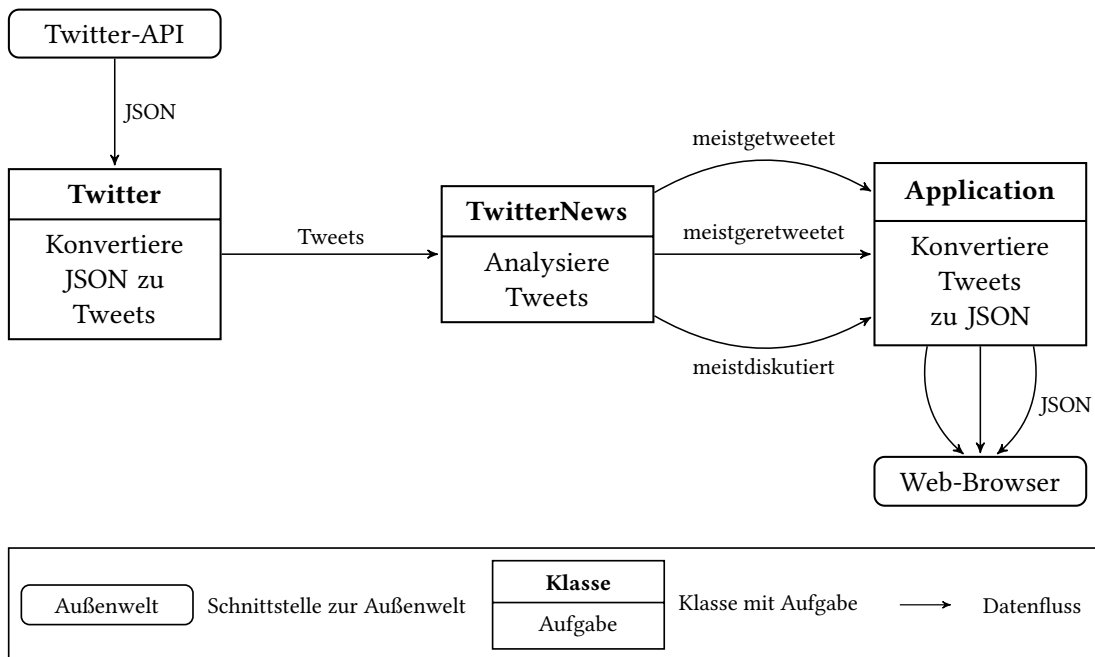 Twitter-API
JSON
Twitter
Konvertiere
JSON zu
Tweets
Tweets
TwitterNews
Analysiere
Tweets
meistgetweetet
meistgeretweetet
meistdiskutiert
Application
Konvertiere
Tweets
zu JSON
JSON
Web-Browser
Außenwelt
Schnittstelle zur Außenwelt
Klasse
Aufgabe
Klasse mit Aufgabe
Datenfluss